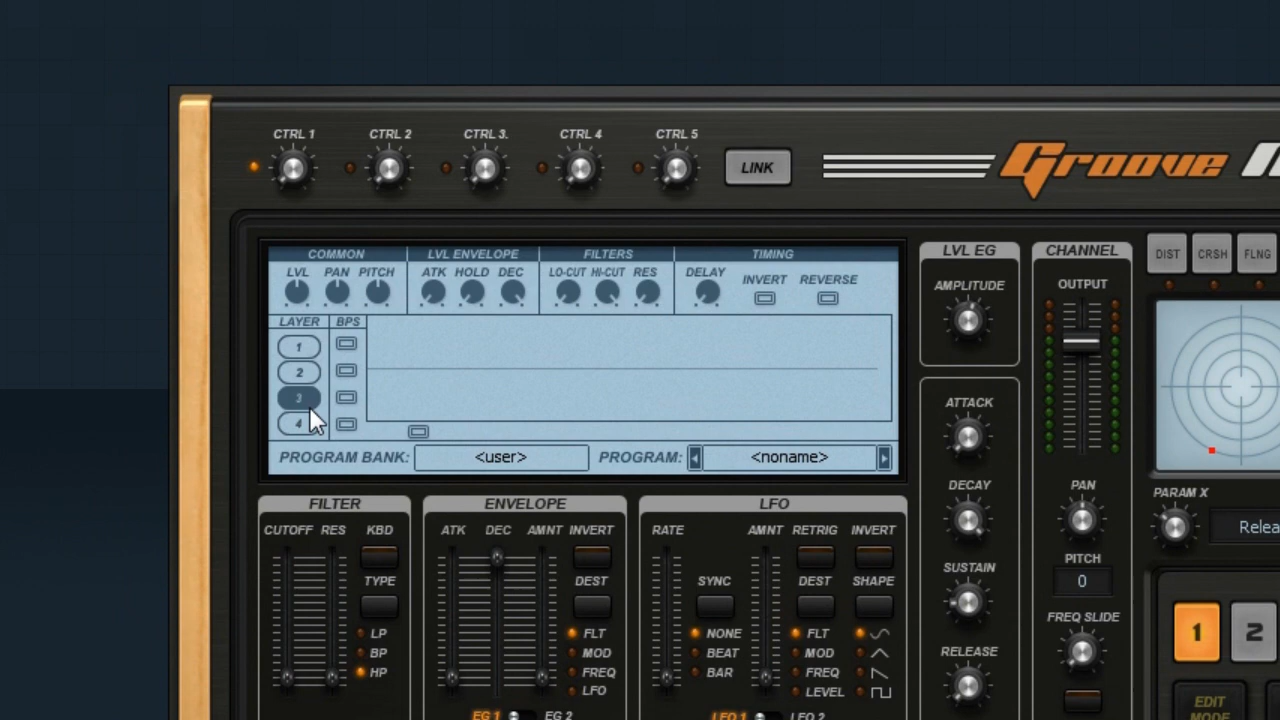 CTRL 1 CTRL 2 CTRL 3. CTRL 4 CTRL 5
LINK
Groove
COMMON LVL ENVELOPE FILTERS TIMING
LVL PAN PITCH ATK HOLD DEC LO-CUT HI-CUT RES DELAY INVERT REVERSE
LAYER BPS
1
2
3
4
PROGRAM BANK: <user> PROGRAM: <noname>
LVL EG
AMPLITUDE
ATTACK
DECAY
SUSTAIN
RELEASE
CHANNEL
OUTPUT
PAN
PITCH
0
FREQ SLIDE
DIST CRSH FLNG
PARAM X
1 2
EDIT
MODE
FILTER
CUTOFF RES KBD
TYPE
LP
BP
HP
ENVELOPE
ATK DEC AMNT INVERT
DEST
FLT
MOD
FREQ
LFO
EG 1 EG 2
LFO
RATE AMNT RETRIG INVERT
SYNC DEST SHAPE
NONE FLT
BEAT MOD
BAR FREQ
LEVEL
LFO 1 LFO 2